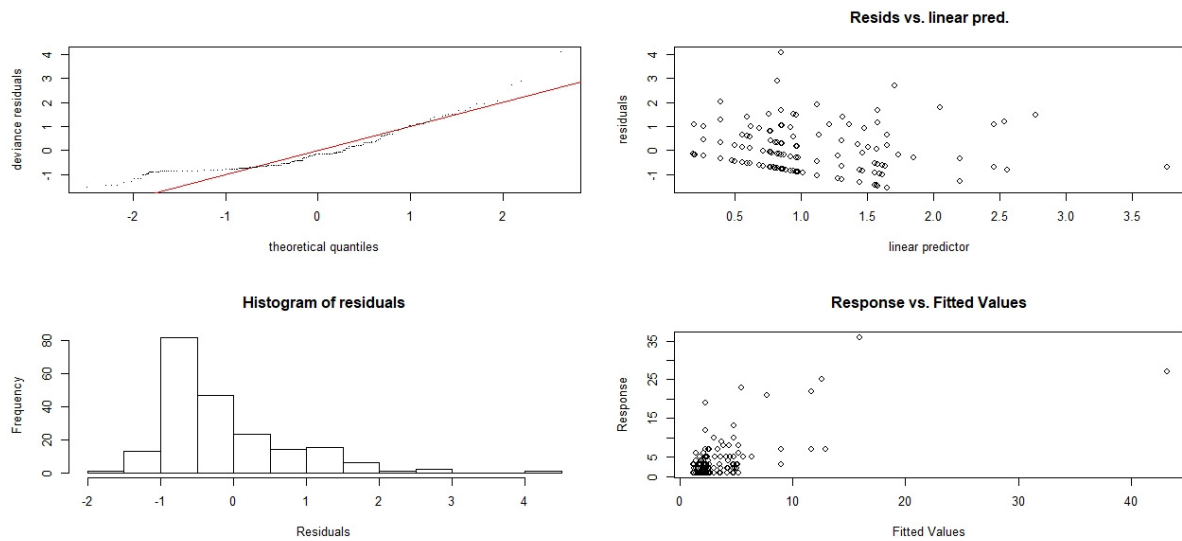 deviance residuals
-1 0 1 2 3 4
-2 -1 0 1 2
theoretical quantiles
Resids vs. linear pred.
residuals
-1 0 1 2 3 4
0.5 1.0 1.5 2.0 2.5 3.0 3.5
linear predictor
Histogram of residuals
Frequency
0 20 40 60 80
-2 -1 0 1 2 3 4
Residuals
Response vs. Fitted Values
Response
0 5 15 25 35
0 10 20 30 40
Fitted Values